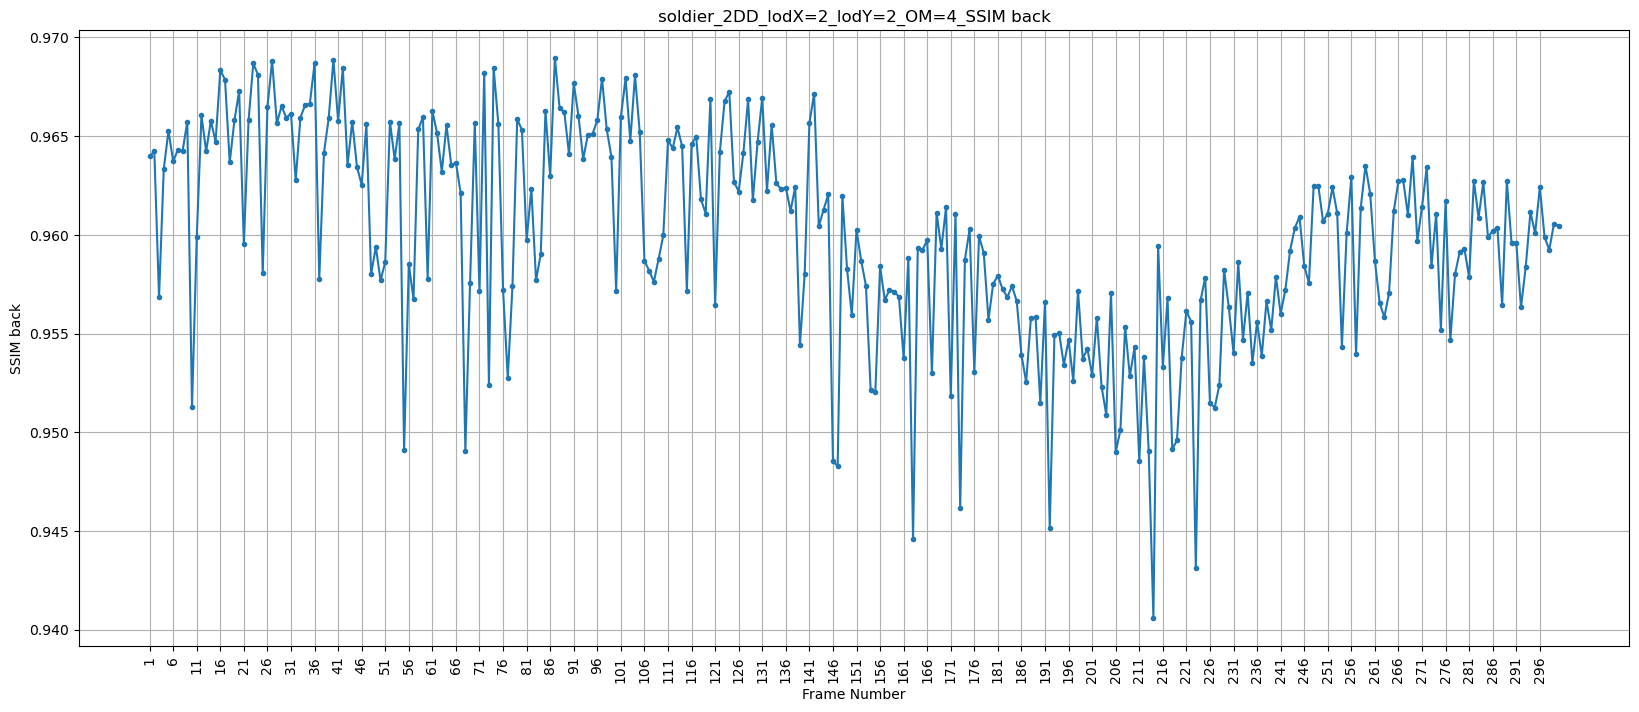 soldier_2DD_lodX=2_lodY=2_OM=4_SSIM back
0.970
0.965
0.960
0.955
0.950
0.945
0.940
SSIM back
1 6 11 16 21 26 31 36 41 46 51 56 61 66 71 76 81 86 91 96 101 106 111 116 121 126 131 136 141 146 151 156 161 166 171 176 181 186 191 196 201 206 211 216 221 226 231 236 241 246 251 256 261 266 271 276 281 286 291 296
Frame Number